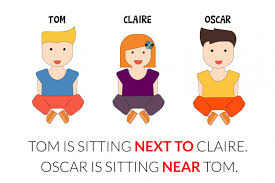 TOM CLAIRE OSCAR
TOM IS SITTING NEXT TO CLAIRE.
OSCAR IS SITTING NEAR TOM.